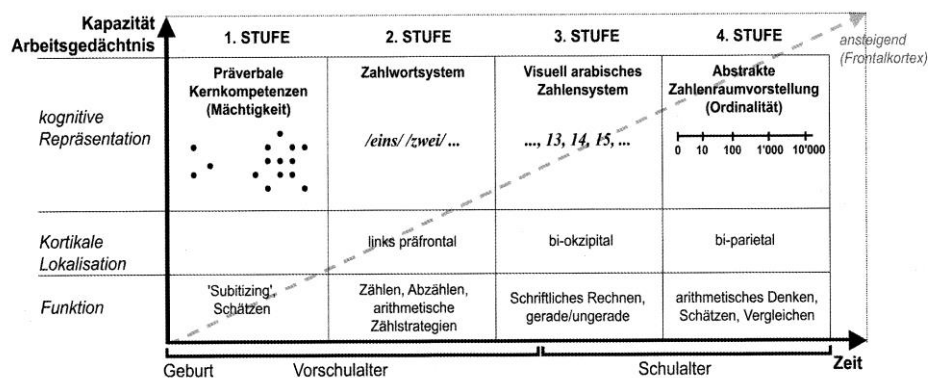 Kapazität
Arbeitsgedächtnis
1. STUFE
2. STUFE
3. STUFE
4. STUFE
ansteigend
(Frontalkortex)
kognitive
Repräsentation
Präverbale
Kernkompetenzen
(Mächtigkeit)
Zahlwortsystem
/eins/ /zwei/ ...
Visuell arabisches
Zahlensystem
..., 13, 14, 15, ...
Abstrakte
Zahlenraumvorstellung
(Ordinalität)
0 10 100 1'000 10'000
Kortikale
Lokalisation
links präfrontal
bi-okzipital
bi-parietal
Funktion
'Subitizing',
Schätzen
Zählen, Abzählen,
arithmetische
Zählstrategien
Schriftliches Rechnen,
gerade/ungerade
arithmetisches Denken,
Schätzen, Vergleichen
Geburt
Vorschulalter
Schulalter
Zeit